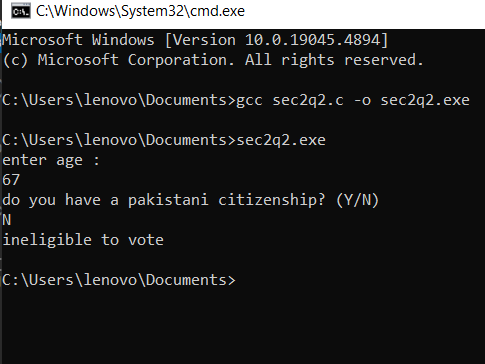 C:\Windows\System32\cmd.exe
Microsoft Windows [Version 10.0.19045.4894]
(c) Microsoft Corporation. All rights reserved.
C:\Users\lenovo\Documents>gcc sec2q2.c -o sec2q2.exe
C:\Users\lenovo\Documents>sec2q2.exe
enter age :
67
do you have a pakistani citizenship? (Y/N)
N
ineligible to vote
C:\Users\lenovo\Documents>